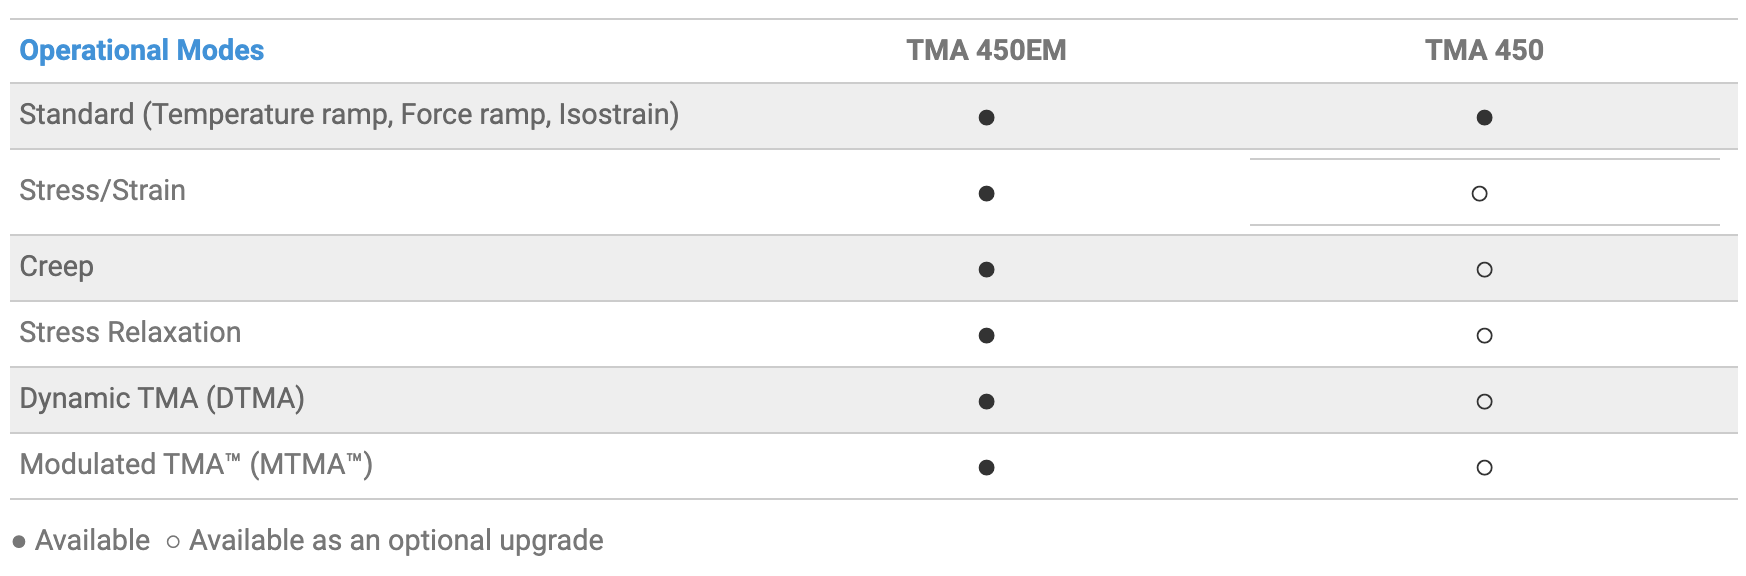 Operational Modes TMA 450EM TMA 450
Standard (Temperature ramp, Force ramp, Isostrain) ● ●
Stress/Strain ● ○
Creep ● ○
Stress Relaxation ● ○
Dynamic TMA (DTMA) ● ○
Modulated TMA™ (MTMA™) ● ○
● Available ○ Available as an optional upgrade